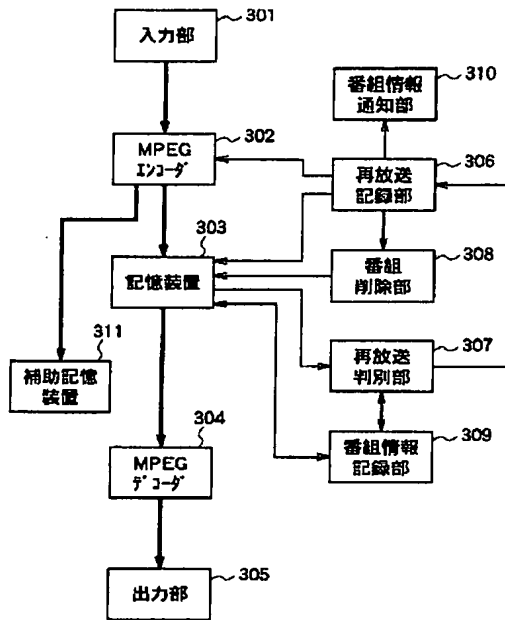 301
入力部
310
番組情報
通知部
302
MPEG
エンコーダ
306
再放送
記録部
303
記憶装置
308
番組
削除部
311
補助記憶
装置
307
再放送
判別部
304
MPEG
デコーダ
309
番組情報
記録部
305
出力部